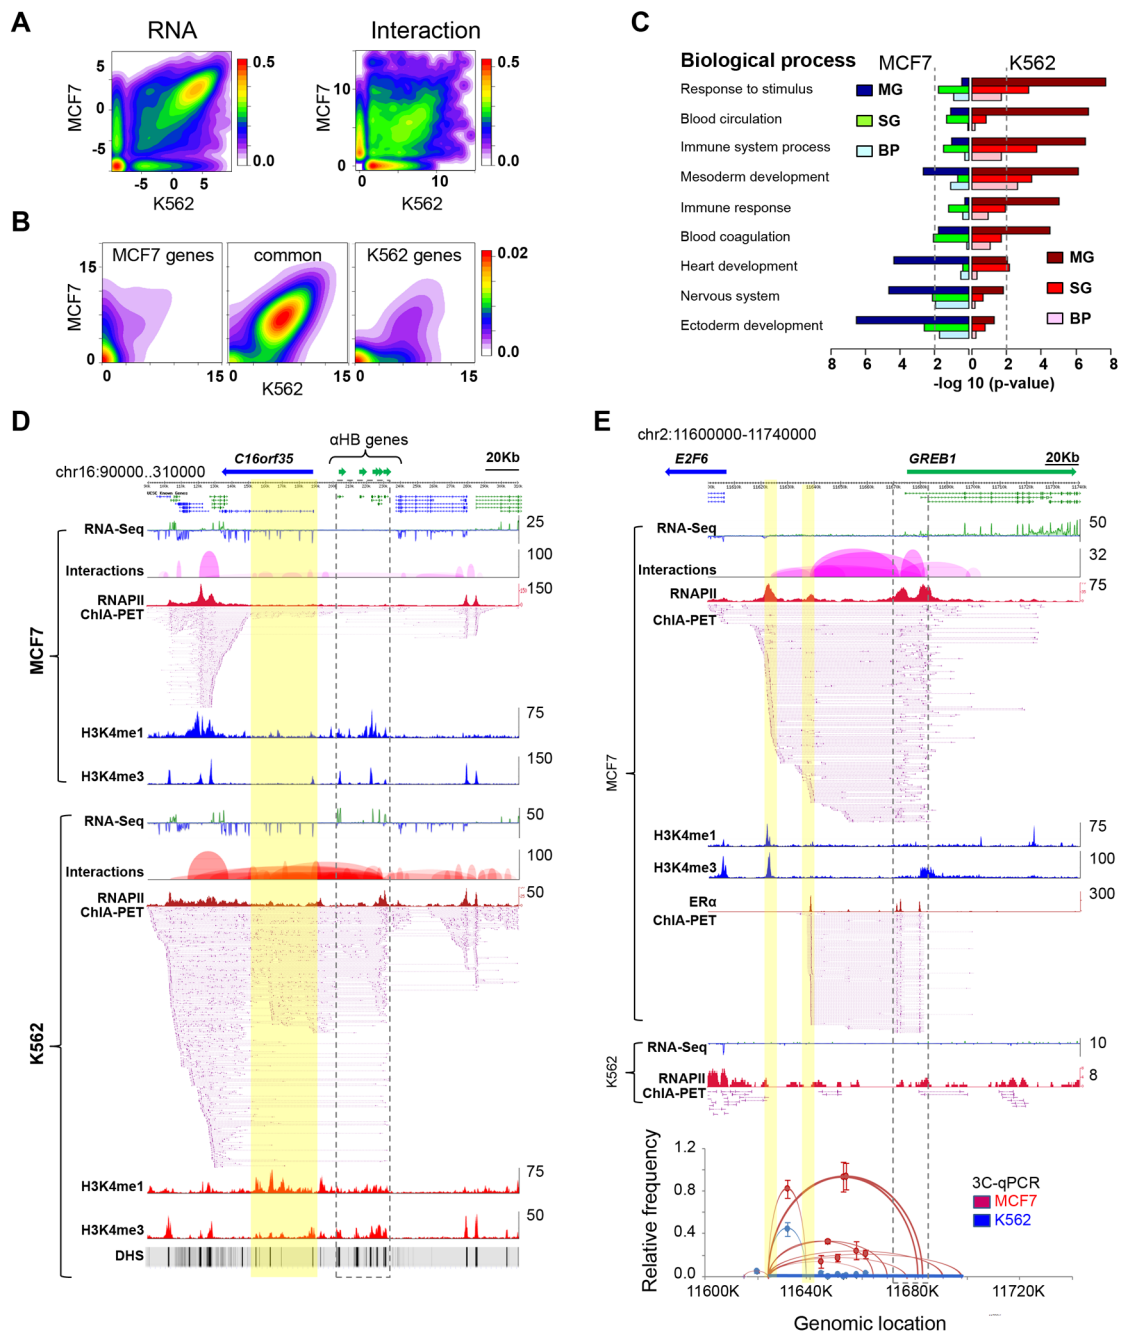 A
RNA
Interaction
5
0
-5
MCF7
-5 0 5
K562
0.5
0.0
10
0
MCF7
0 10
K562
0.5
0.0
B
MCF7 genes
common
K562 genes
15
0
MCF7
0 15 0 15 0 15
K562
0.02
0.0
C
Biological process
MCF7
K562
Response to stimulus
Blood circulation
Immune system process
Mesoderm development
Immune response
Blood coagulation
Heart development
Nervous system
Ectoderm development
MG
SG
BP
MG
SG
BP
8 6 4 2 0 0 2 4 6 8
-log 10 (p-value)
D
αHB genes
C16orf35
20Kb
chr16:90000..310000
UCSC Known Genes
MCF7
RNA-Seq
25
Interactions
100
RNAPII
ChIA-PET
150
H3K4me1
75
H3K4me3
150
K562
RNA-Seq
50
Interactions
100
RNAPII
ChIA-PET
50
H3K4me1
75
H3K4me3
50
DHS
E
chr2:11600000-11740000
E2F6
GREB1
20Kb
MCF7
RNA-Seq
50
Interactions
32
RNAPII
ChIA-PET
75
H3K4me1
75
H3K4me3
100
ERα
ChIA-PET
300
K562
RNA-Seq
10
RNAPII
ChIA-PET
8
Relative frequency
1.2
0.8
0.4
0.0
3C-qPCR
MCF7
K562
11600K 11640K 11680K 11720K
Genomic location